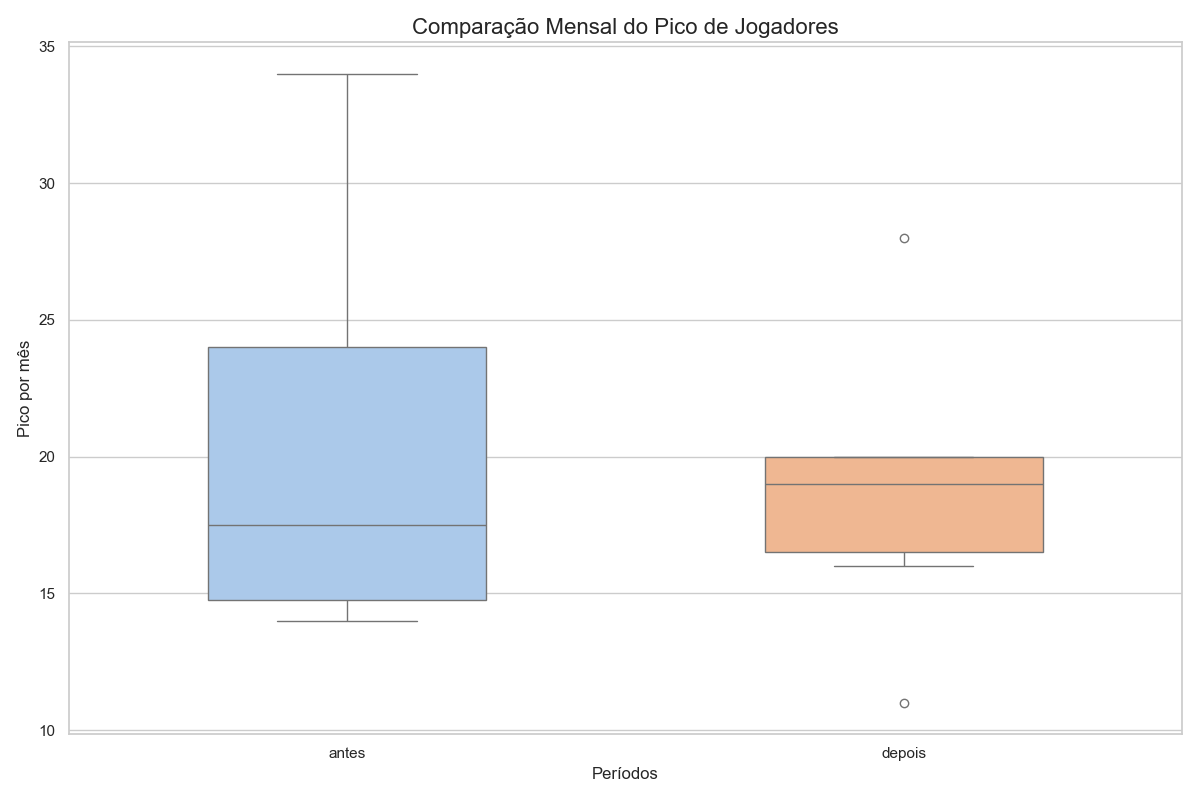 Comparação Mensal do Pico de Jogadores
35
30
25
20
15
10
Pico por mês
antes
depois
Períodos